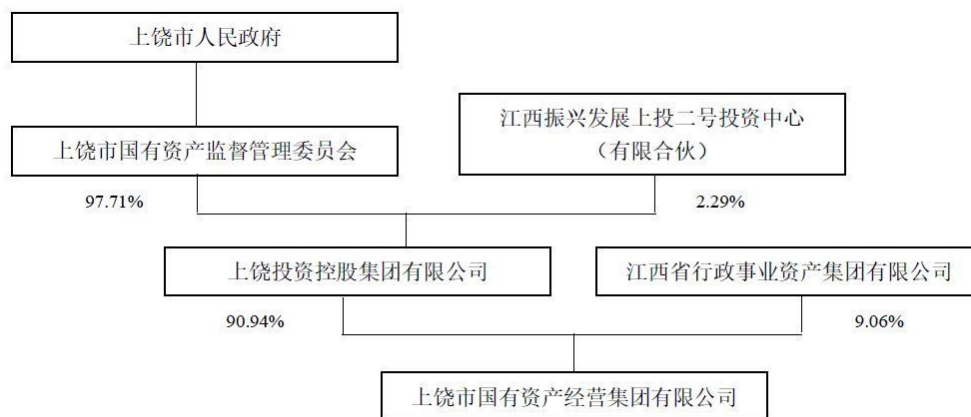 上饶市人民政府
上饶市国有资产监督管理委员会
江西振兴发展上投二号投资中心
（有限合伙）
97.71%
2.29%
上饶投资控股集团有限公司
江西省行政事业资产集团有限公司
90.94%
9.06%
上饶市国有资产经营集团有限公司